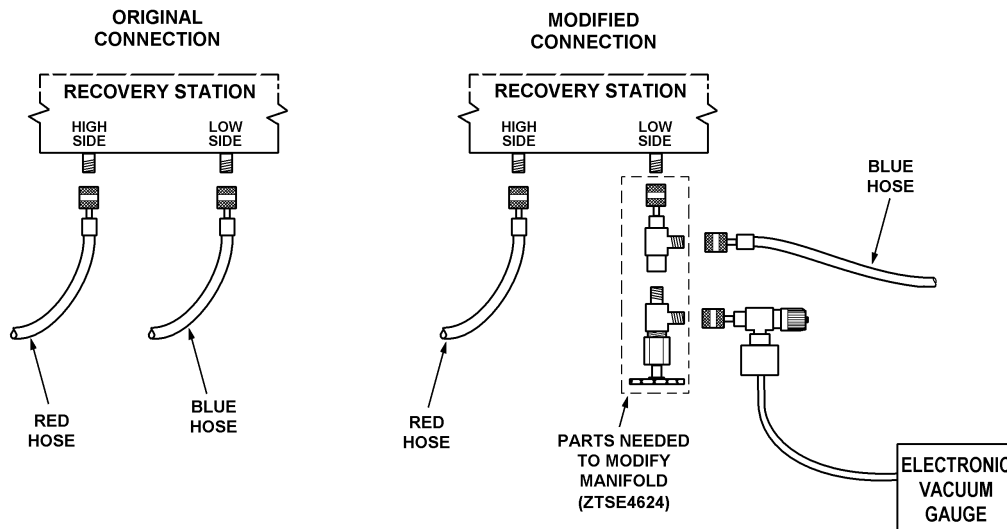 ORIGINAL
CONNECTION
RECOVERY STATION
HIGH
SIDE
LOW
SIDE
RED
HOSE
BLUE
HOSE
MODIFIED
CONNECTION
RECOVERY STATION
HIGH
SIDE
LOW
SIDE
BLUE
HOSE
RED
HOSE
PARTS NEEDED
TO MODIFY
MANIFOLD
(ZTSE4624)
ELECTRONIC
VACUUM
GAUGE